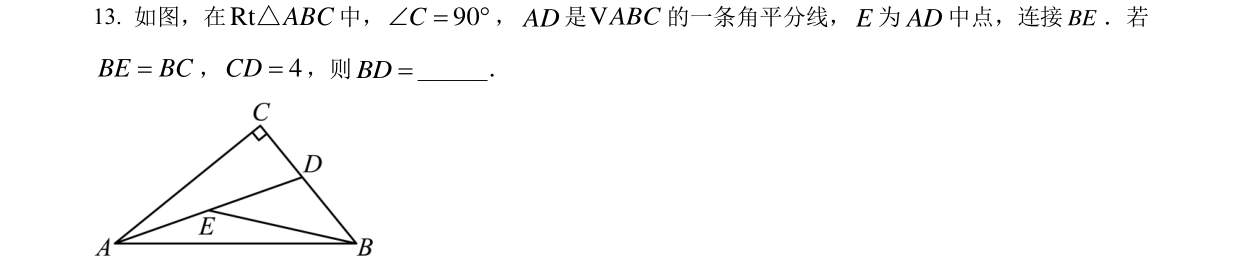 13. 如图，在Rt△ABC中，∠C=90°，AD是VABC的一条角平分线，E为AD中点，连接BE．若
BE=BC，CD=4，则BD=______．
C
D
E
A
B